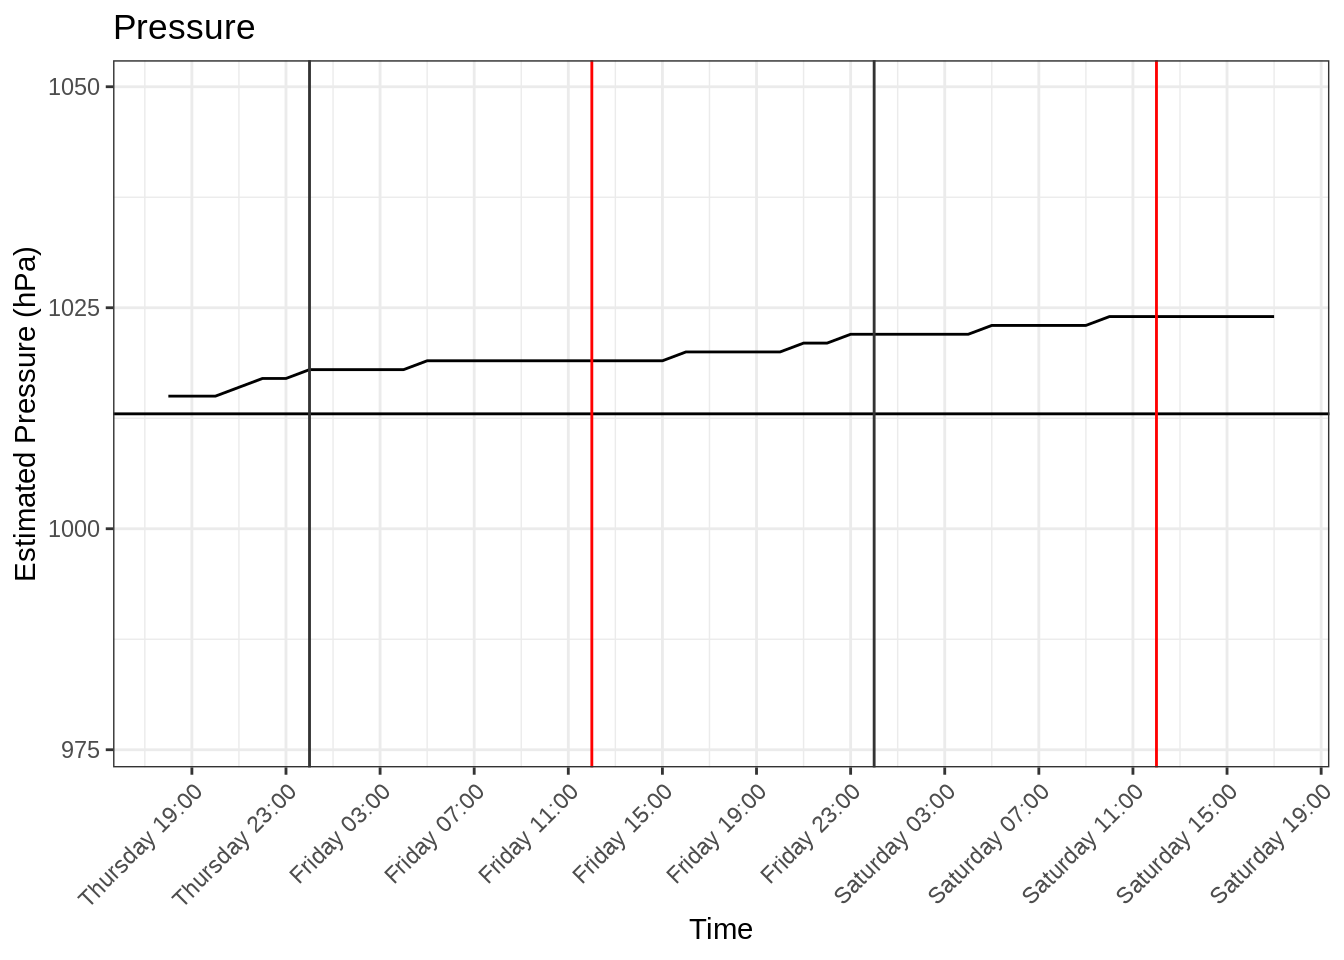 Pressure
Estimated Pressure (hPa)
1050
1025
1000
975
Thursday 19:00
Thursday 23:00
Friday 03:00
Friday 07:00
Friday 11:00
Friday 15:00
Friday 19:00
Friday 23:00
Saturday 03:00
Saturday 07:00
Saturday 11:00
Saturday 15:00
Saturday 19:00
Time